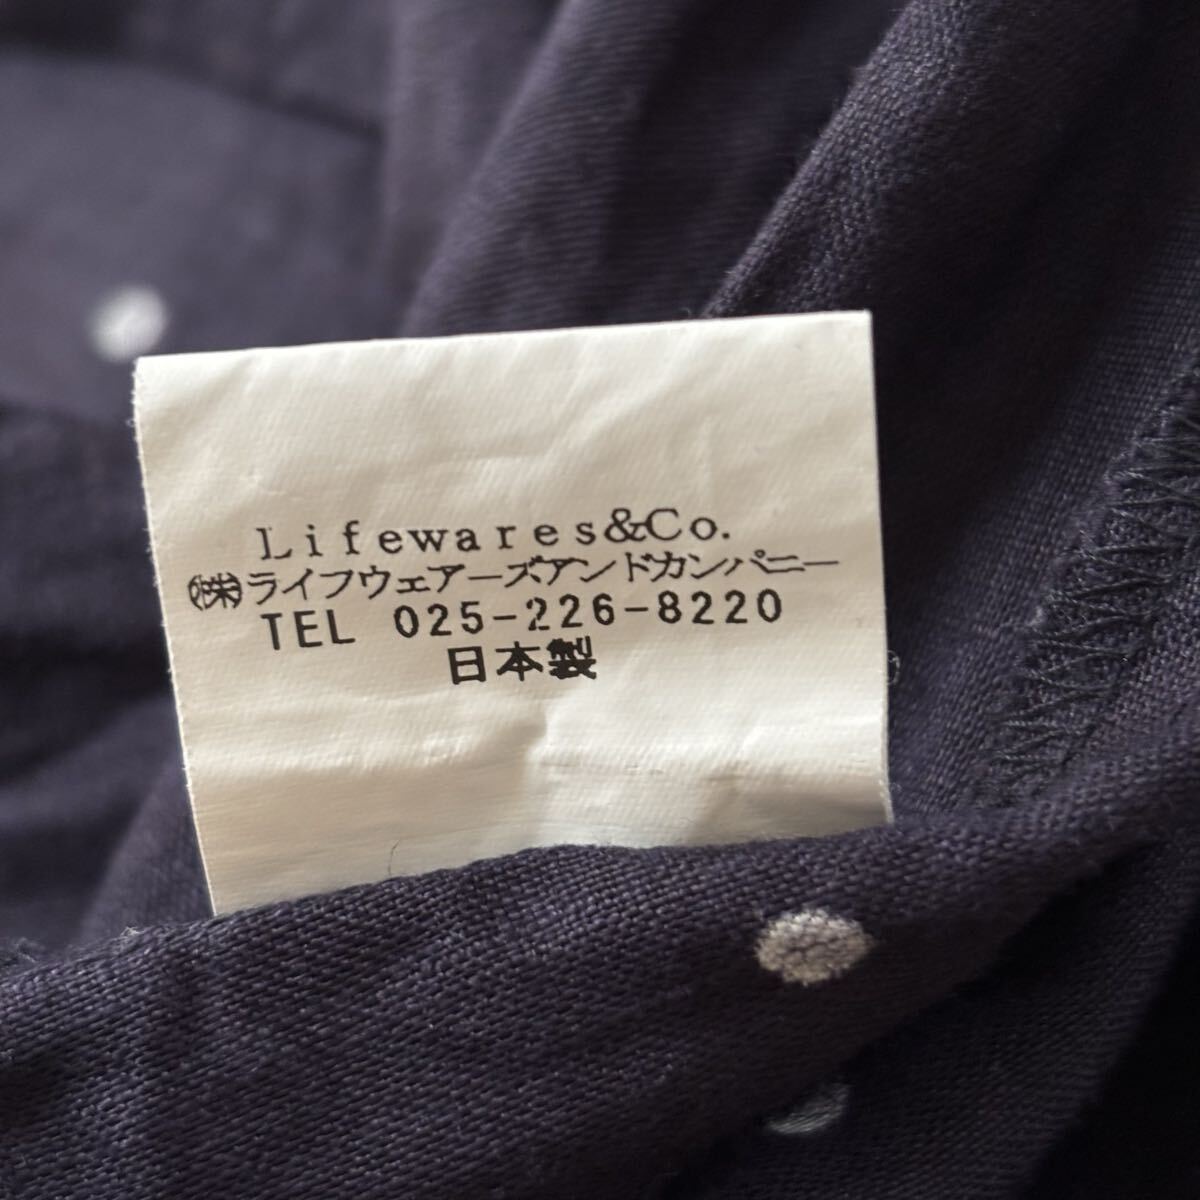 Lifewares&Co.
㈱ライフウェアーズアンドカンパニー
TEL 025-226-8220
日本製